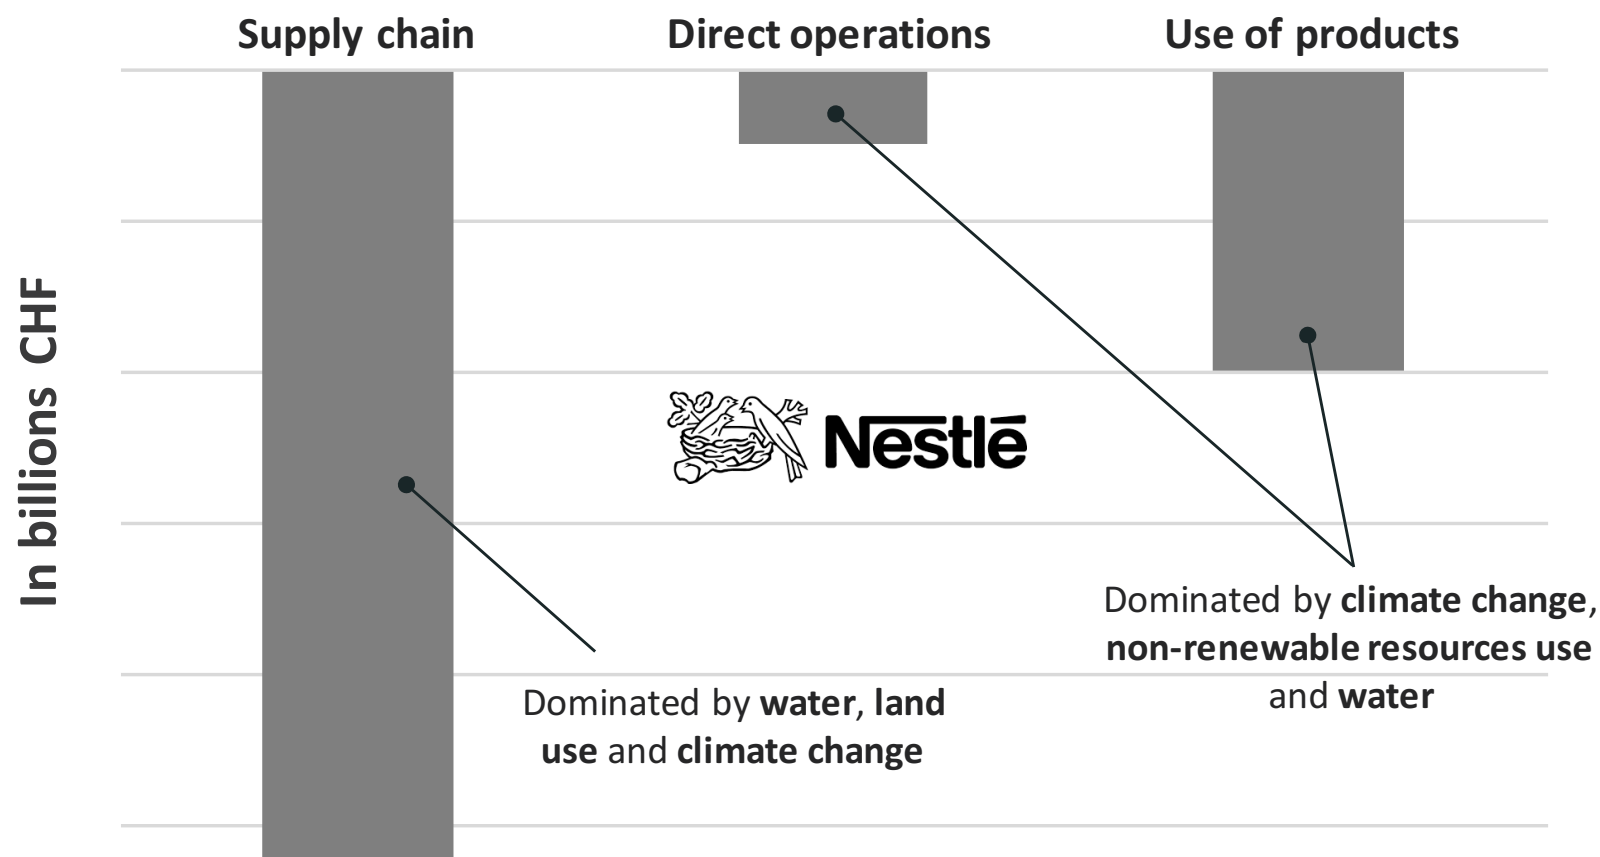 Supply chain
Direct operations
Use of products
In billions CHF
Nestlé
Dominated by climate change,
non-renewable resources use
and water
Dominated by water, land
use and climate change